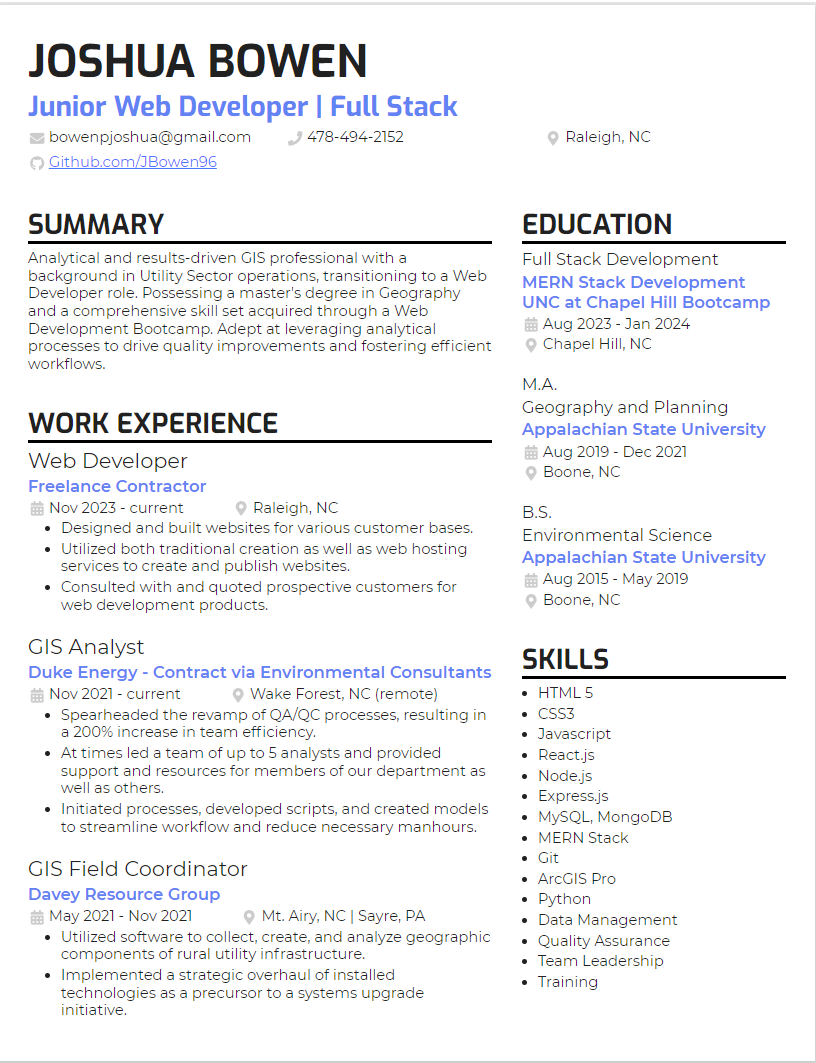 JOSHUA BOWEN
Junior Web Developer | Full Stack
bowenpjoshua@gmail.com 478-494-2152 Raleigh, NC
Github.com/JBowen96
SUMMARY
Analytical and results-driven GIS professional with a
background in Utility Sector operations, transitioning to a Web
Developer role. Possessing a master's degree in Geography
and a comprehensive skill set acquired through a Web
Development Bootcamp. Adept at leveraging analytical
processes to drive quality improvements and fostering efficient
workflows.
WORK EXPERIENCE
Web Developer
Freelance Contractor
Nov 2023 - current Raleigh, NC
• Designed and built websites for various customer bases.
• Utilized both traditional creation as well as web hosting
services to create and publish websites.
• Consulted with and quoted prospective customers for
web development products.
GIS Analyst
Duke Energy - Contract via Environmental Consultants
Nov 2021 - current Wake Forest, NC (remote)
• Spearheaded the revamp of QA/QC processes, resulting in
a 200% increase in team efficiency.
• At times led a team of up to 5 analysts and provided
support and resources for members of our department as
well as others.
• Initiated processes, developed scripts, and created models
to streamline workflow and reduce necessary manhours.
GIS Field Coordinator
Davey Resource Group
May 2021 - Nov 2021 Mt. Airy, NC | Sayre, PA
• Utilized software to collect, create, and analyze geographic
components of rural utility infrastructure.
• Implemented a strategic overhaul of installed
technologies as a precursor to a systems upgrade
initiative.
EDUCATION
Full Stack Development
MERN Stack Development
UNC at Chapel Hill Bootcamp
Aug 2023 - Jan 2024
Chapel Hill, NC
M.A.
Geography and Planning
Appalachian State University
Aug 2019 - Dec 2021
Boone, NC
B.S.
Environmental Science
Appalachian State University
Aug 2015 - May 2019
Boone, NC
SKILLS
• HTML 5
• CSS3
• Javascript
• React.js
• Node.js
• Express.js
• MySQL, MongoDB
• MERN Stack
• Git
• ArcGIS Pro
• Python
• Data Management
• Quality Assurance
• Team Leadership
• Training